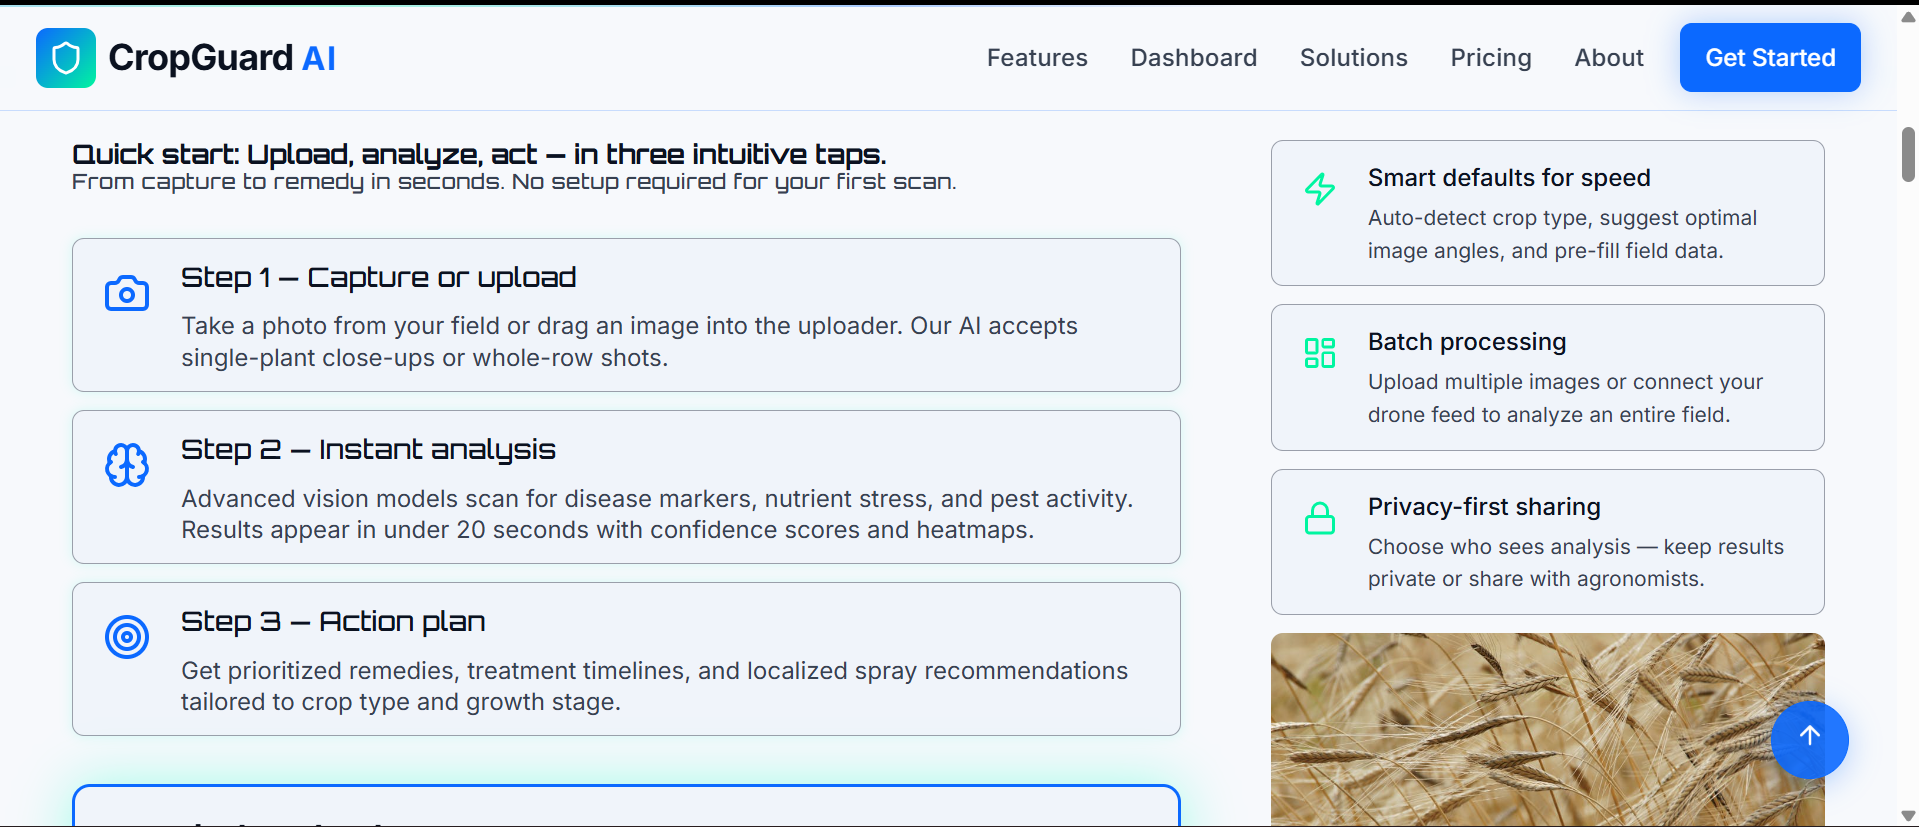 CropGuard AI
Features
Dashboard
Solutions
Pricing
About
Get Started
Quick start: Upload, analyze, act — in three intuitive taps.
From capture to remedy in seconds. No setup required for your first scan.
Step 1 — Capture or upload
Take a photo from your field or drag an image into the uploader. Our AI accepts
single-plant close-ups or whole-row shots.
Step 2 — Instant analysis
Advanced vision models scan for disease markers, nutrient stress, and pest activity.
Results appear in under 20 seconds with confidence scores and heatmaps.
Step 3 — Action plan
Get prioritized remedies, treatment timelines, and localized spray recommendations
tailored to crop type and growth stage.
Smart defaults for speed
Auto-detect crop type, suggest optimal
image angles, and pre-fill field data.
Batch processing
Upload multiple images or connect your
drone feed to analyze an entire field.
Privacy-first sharing
Choose who sees analysis — keep results
private or share with agronomists.